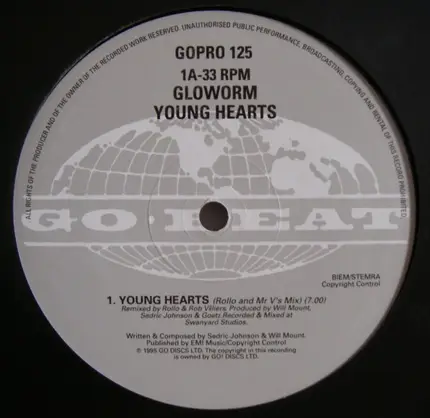 ALL RIGHTS OF THE PRODUCER AND OF THE OWNER OF THE RECORDED WORK RESERVED. UNAUTHORISED PUBLIC PERFORMANCE, BROADCASTING, COPYING AND RENTAL OF THIS RECORD PROHIBITED.
GOPRO 125
1A-33 RPM
GLOWORM
YOUNG HEARTS
GO·BEAT
BIEM/STEMRA
Copyright Control
1. YOUNG HEARTS (Rollo and Mr V's Mix) (7.00)
Remixed by Rollo & Rob Villiers. Produced by Will Mount,
Sedric Johnson & Goetz Recorded & Mixed at
Swanyard Studios.
Written & Composed by Sedric Johnson & Will Mount.
Published by EMI Music/Copyright Control
℗ 1995 GO! DISCS LTD. The copyright in this recording
is owned by GO! DISCS LTD.